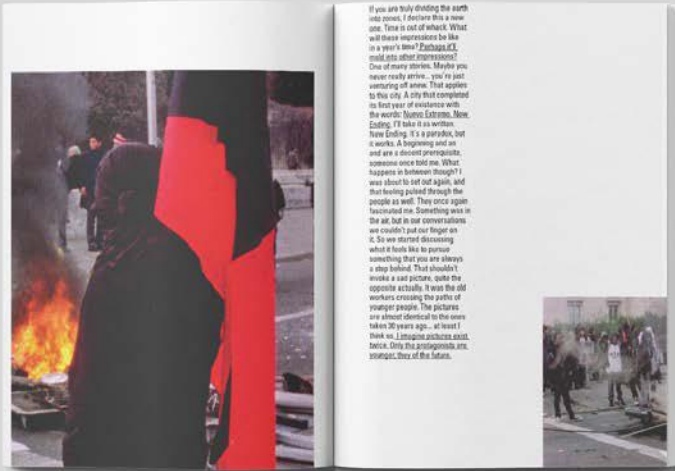 If you are truly dividing the earth
into zones, I declare this a new
one. Time is out of whack. What
will these impressions be like
in a year's time? Perhaps it'll
mold into other impressions?
One of many stories. Maybe you
never really arrive... you're just
venturing off anew. That applies
to this city. A city that completed
its first year of existence with
the words: Nuevo Extremo. New
Ending. I'll take it as written.
New Ending. It's a paradox, but
it works. A beginning and an
end are a decent prerequisite,
someone once told me. What
happens in between though? I
was about to set out again, and
that feeling pulsed through the
people as well. They once again
fascinated me. Something was in
the air, but in our conversations
we couldn't put our finger on
it. So we started discussing
what it feels like to pursue
something that you are always
a step behind. That shouldn't
invoke a sad picture, quite the
opposite actually. It was the old
workers crossing the paths of
younger people. The pictures
are almost identical to the ones
taken 30 years ago... at least I
think so. I imagine pictures exist
twice. Only the protagonists are
younger, they of the future.